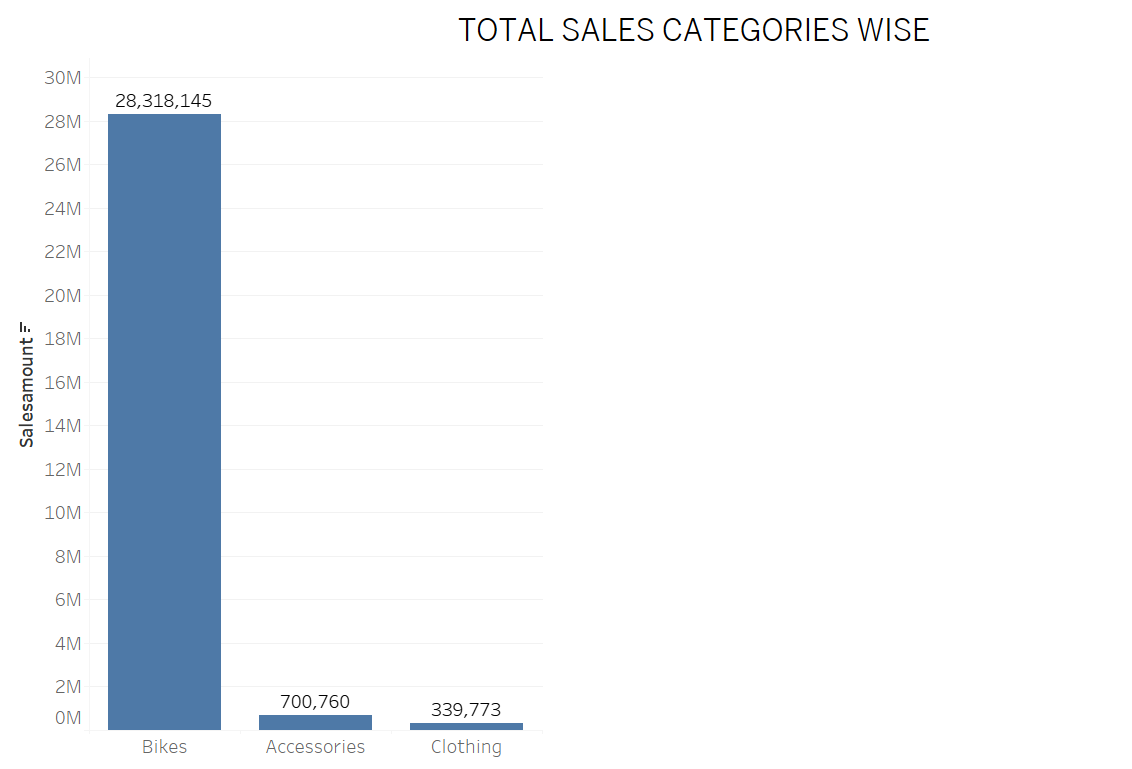 TOTAL SALES CATEGORIES WISE
Salesamount
30M
28M
26M
24M
22M
20M
18M
16M
14M
12M
10M
8M
6M
4M
2M
0M
28,318,145
700,760
339,773
Bikes
Accessories
Clothing